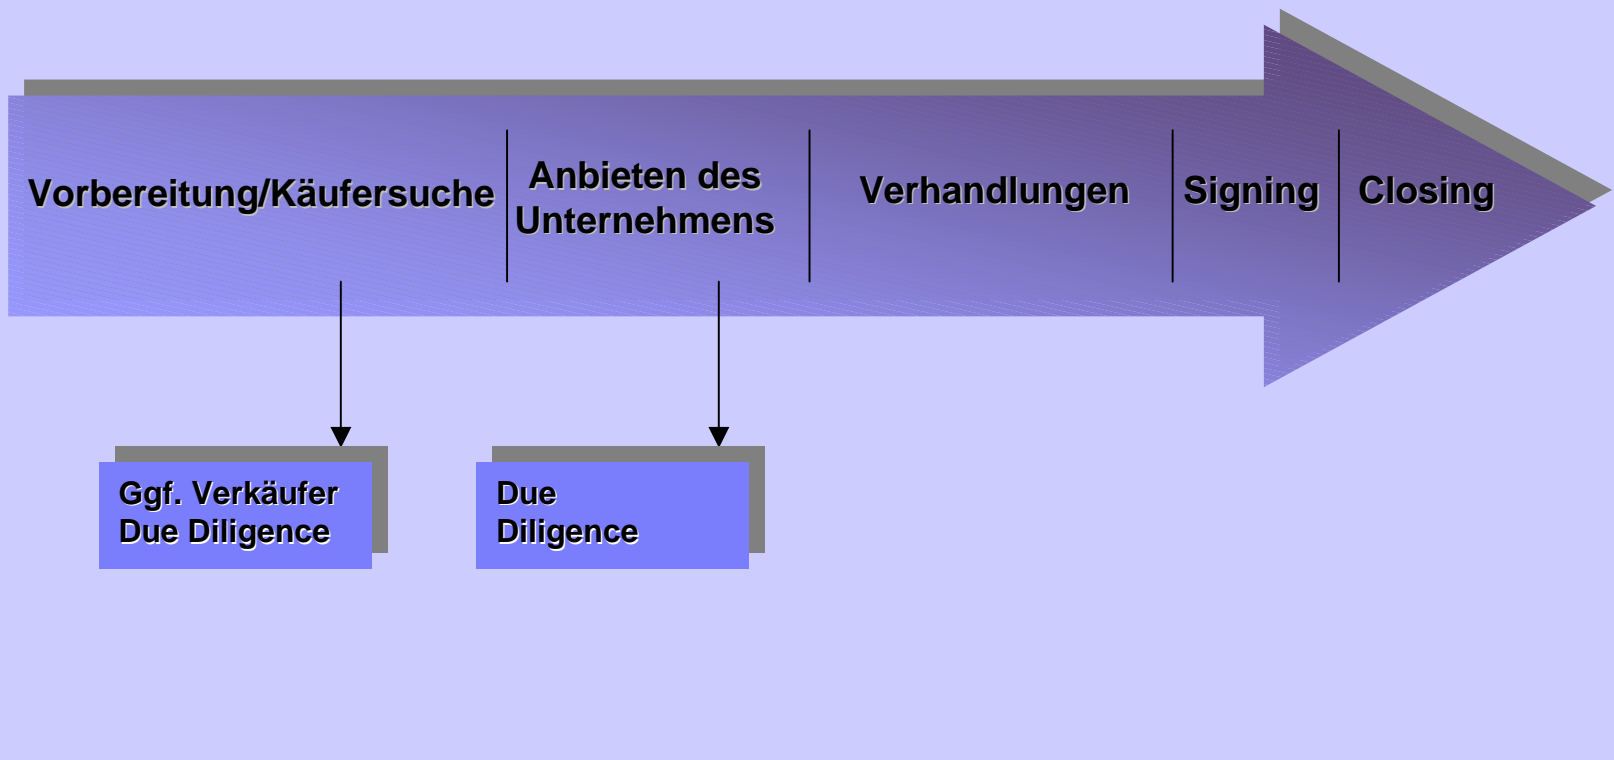 Vorbereitung/Käufersuche
Anbieten des
Unternehmens
Verhandlungen
Signing
Closing
Ggf. Verkäufer
Due Diligence
Due
Diligence